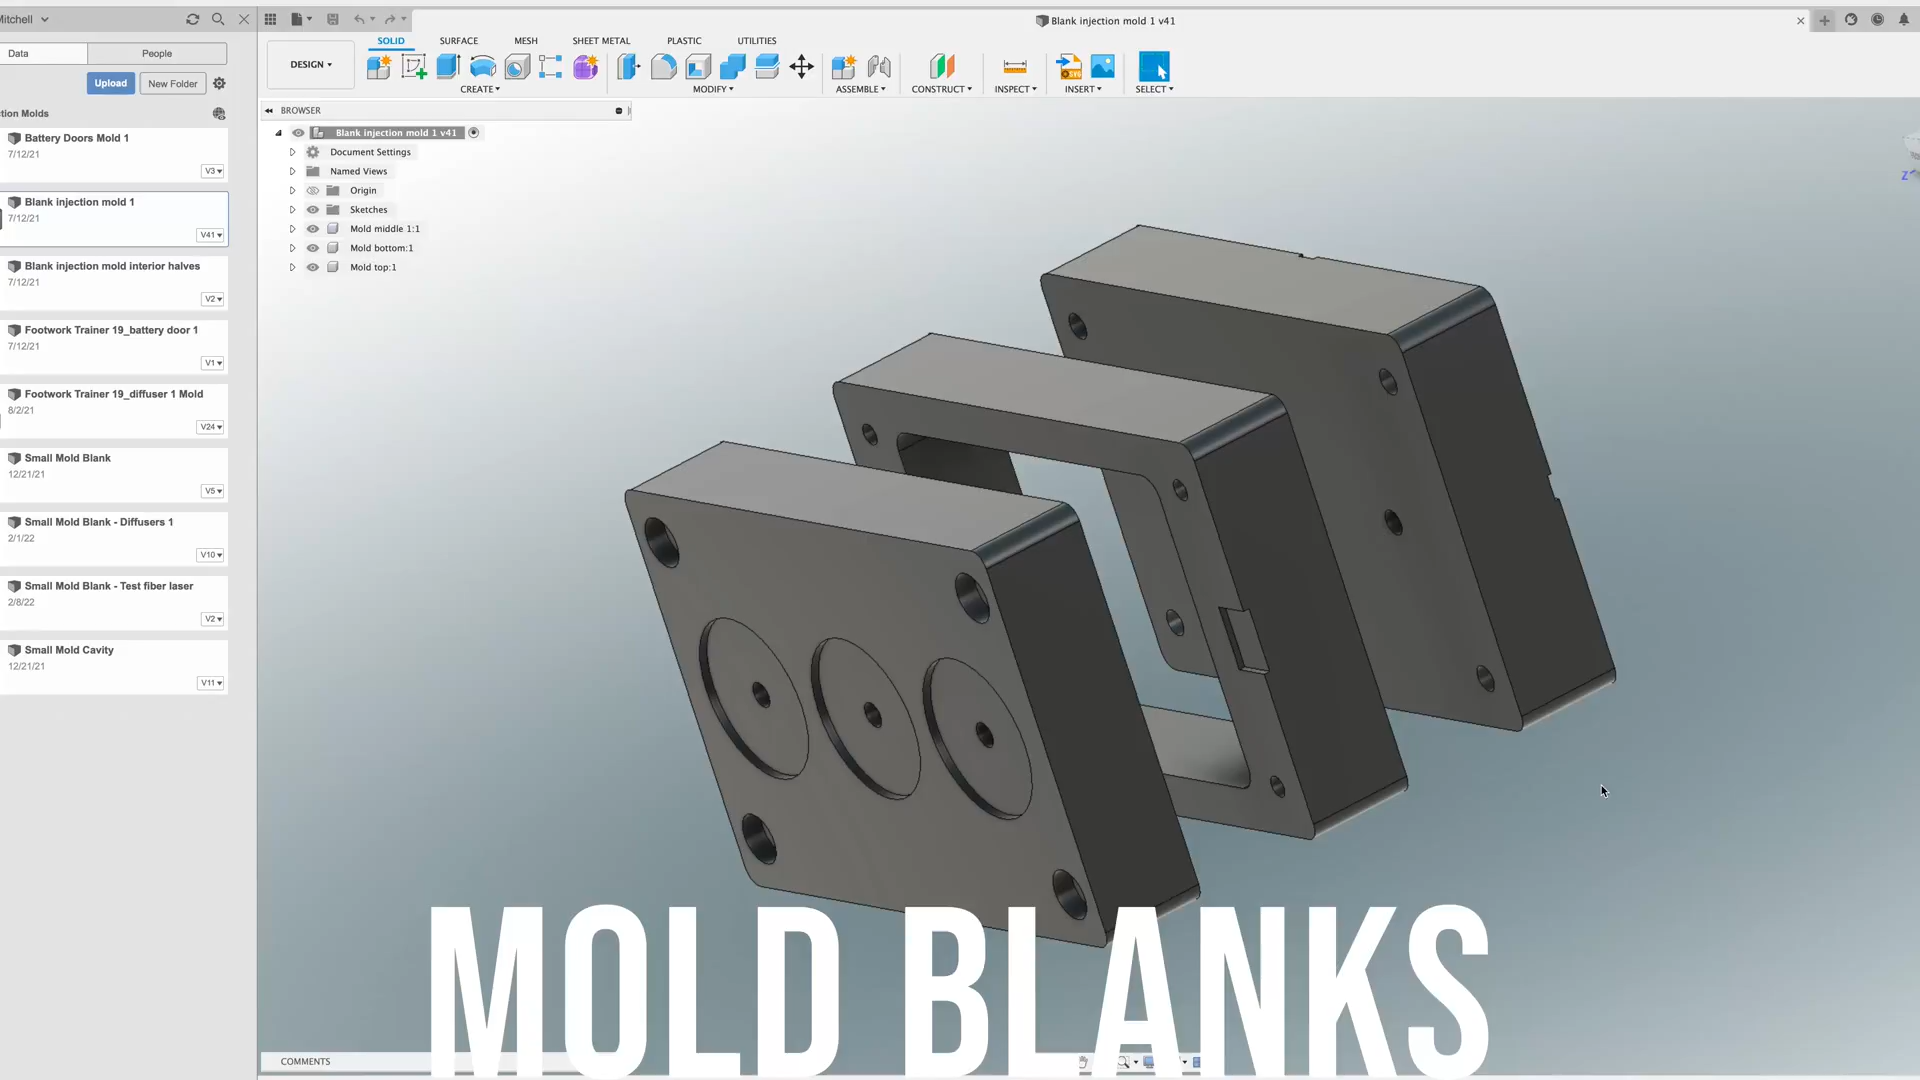 Mitchell
Blank injection mold 1 v41
Data
People
Upload
New Folder
ction Molds
Battery Doors Mold 1
7/12/21
V3
Blank injection mold 1
7/12/21
V41
Blank injection mold interior halves
7/12/21
V2
Footwork Trainer 19_battery door 1
7/12/21
V1
Footwork Trainer 19_diffuser 1 Mold
8/2/21
V24
Small Mold Blank
12/21/21
V5
Small Mold Blank - Diffusers 1
2/1/22
V10
Small Mold Blank - Test fiber laser
2/8/22
V2
Small Mold Cavity
12/21/21
V11
SOLID
SURFACE
MESH
SHEET METAL
PLASTIC
UTILITIES
DESIGN
CREATE
MODIFY
ASSEMBLE
CONSTRUCT
INSPECT
INSERT
SELECT
BROWSER
Blank injection mold 1 v41
Document Settings
Named Views
Origin
Sketches
Mold middle 1:1
Mold bottom:1
Mold top:1
Z
MOLD BLANKS
COMMENTS